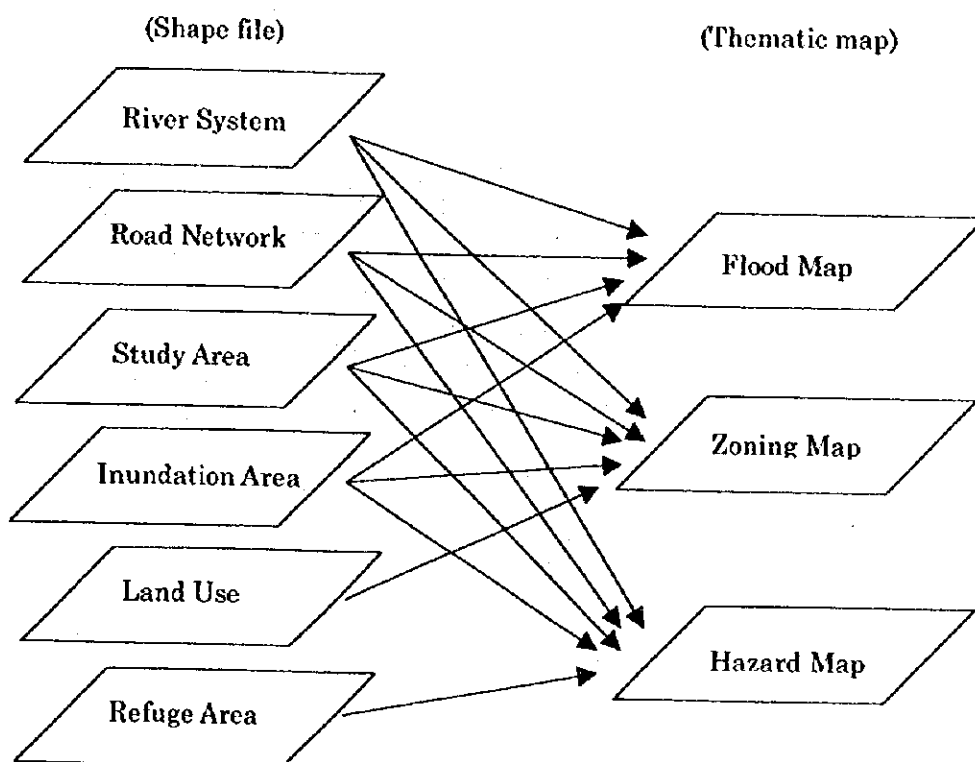 (Shape file)
(Thematic map)
River System
Road Network
Study Area
Inundation Area
Land Use
Refuge Area
Flood Map
Zoning Map
Hazard Map